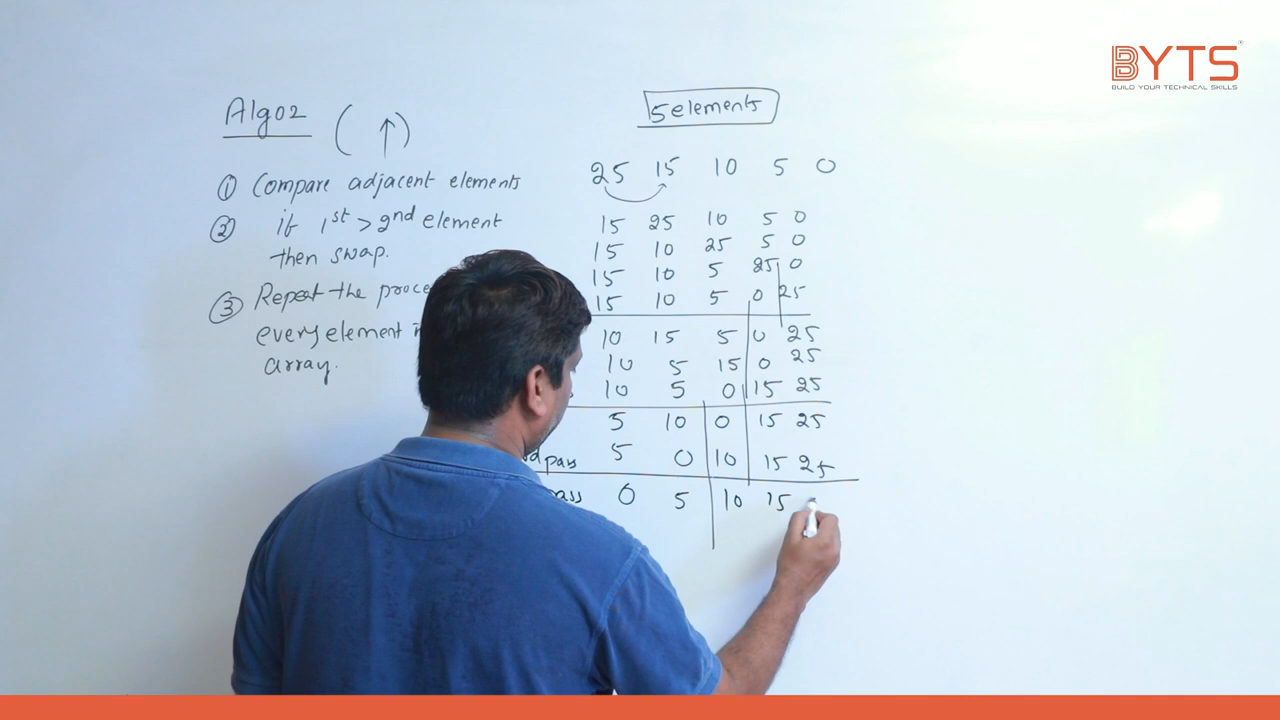 BYTS
BUILD YOUR TECHNICAL SKILLS
Algo2 (↑)
① Compare adjacent elements
② if 1st > 2nd element
then swap.
③ Repeat the
every element
array.
5 elements
25 15 10 5 0
15 25 10 5 0
15 10 25 5 0
15 10 5 25 0
15 10 5 0 25
10 15 5 0 25
10 5 15 0 25
10 5 0 15 25
5 10 0 15 25
pass 5 0 10 15 25
0 5 10 15